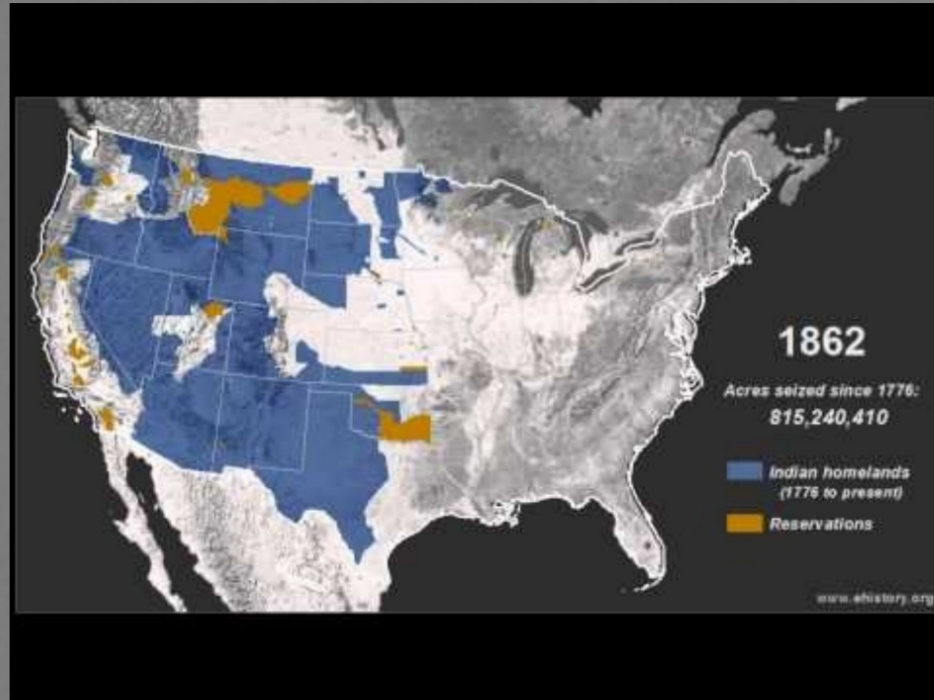 1862
Acres seized since 1776:
815,240,410
Indian homelands
(1776 to present)
Reservations
www.ehistory.org